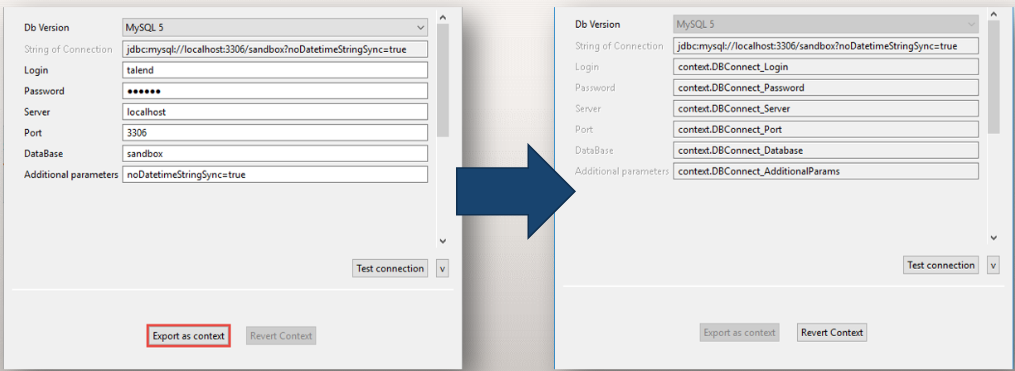 Db Version MySQL 5
String of Connection jdbc:mysql://localhost:3306/sandbox?noDatetimeStringSync=true
Login talend
Password ●●●●●●
Server localhost
Port 3306
DataBase sandbox
Additional parameters noDatetimeStringSync=true
Test connection v
Export as context Revert Context
Db Version MySQL 5
String of Connection jdbc:mysql://localhost:3306/sandbox?noDatetimeStringSync=true
Login context.DBConnect_Login
Password context.DBConnect_Password
Server context.DBConnect_Server
Port context.DBConnect_Port
DataBase context.DBConnect_Database
Additional parameters context.DBConnect_AdditionalParams
Test connection v
Export as context Revert Context